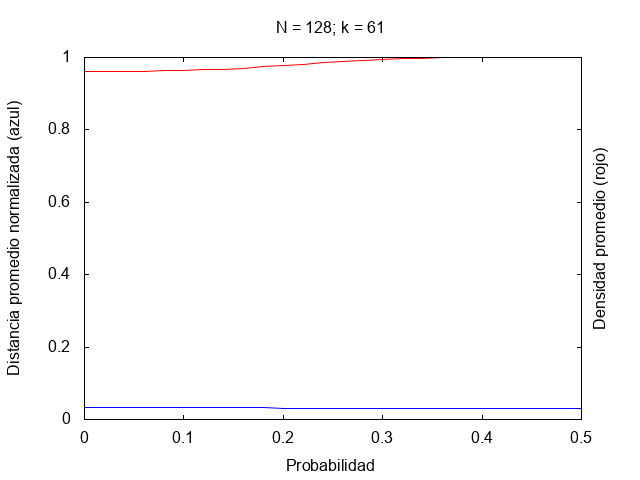 N = 128; k = 61
Distancia promedio normalizada (azul)
1
0.8
0.6
0.4
0.2
0
0 0.1 0.2 0.3 0.4 0.5
Probabilidad
Densidad promedio (rojo)